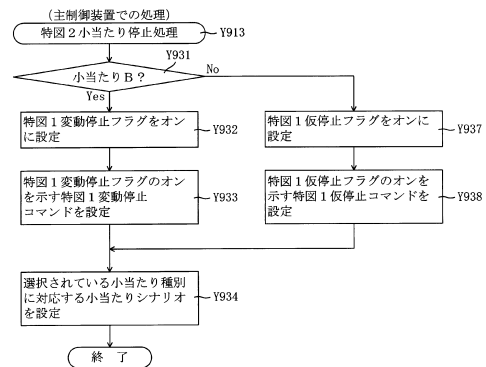 (主制御装置での処理)
特図2小当たり停止処理
Y913
小当たりB?
Y931
No
Yes
特図1変動停止フラグをオン
に設定
Y932
特図1仮停止フラグをオンに
設定
Y937
特図1変動停止フラグのオン
を示す特図1変動停止
コマンドを設定
Y933
特図1仮停止フラグのオンを
示す特図1仮停止コマンドを
設定
Y938
選択されている小当たり種別
に対応する小当たりシナリオ
を設定
Y934
終 了